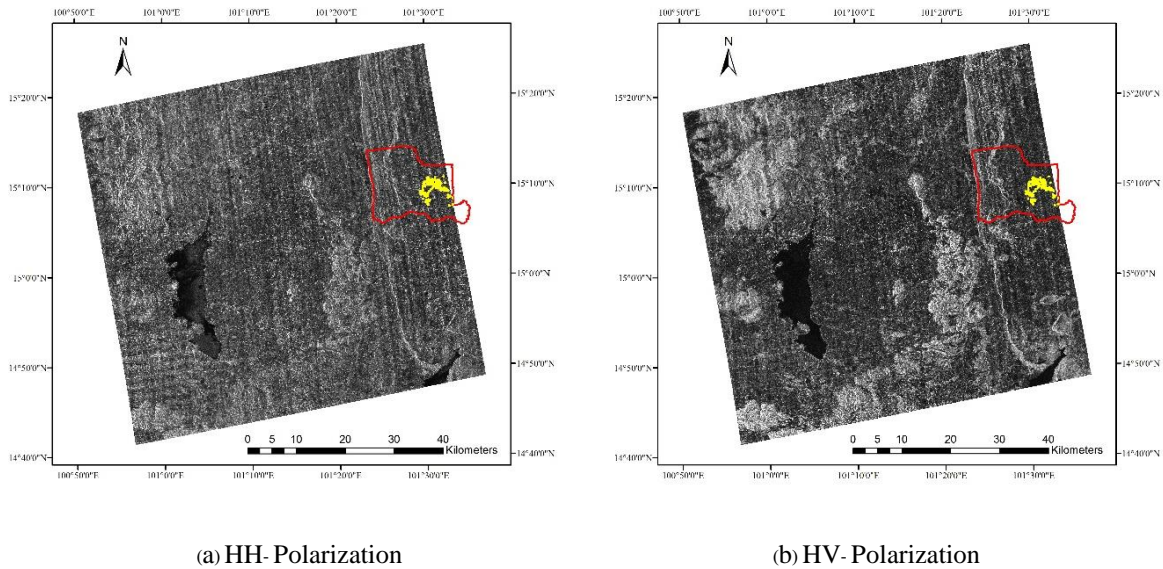 100°50'0"E 101°0'0"E 101°10'0"E 101°20'0"E 101°30'0"E
N
15°20'0"N 15°20'0"N
15°10'0"N 15°10'0"N
15°0'0"N 15°0'0"N
14°50'0"N 14°50'0"N
14°40'0"N 14°40'0"N
0 5 10 20 30 40
Kilometers
100°50'0"E 101°0'0"E 101°10'0"E 101°20'0"E 101°30'0"E
(a) HH- Polarization
100°50'0"E 101°0'0"E 101°10'0"E 101°20'0"E 101°30'0"E
N
15°20'0"N 15°20'0"N
15°10'0"N 15°10'0"N
15°0'0"N 15°0'0"N
14°50'0"N 14°50'0"N
14°40'0"N 14°40'0"N
0 5 10 20 30 40
Kilometers
100°50'0"E 101°0'0"E 101°10'0"E 101°20'0"E 101°30'0"E
(b) HV- Polarization